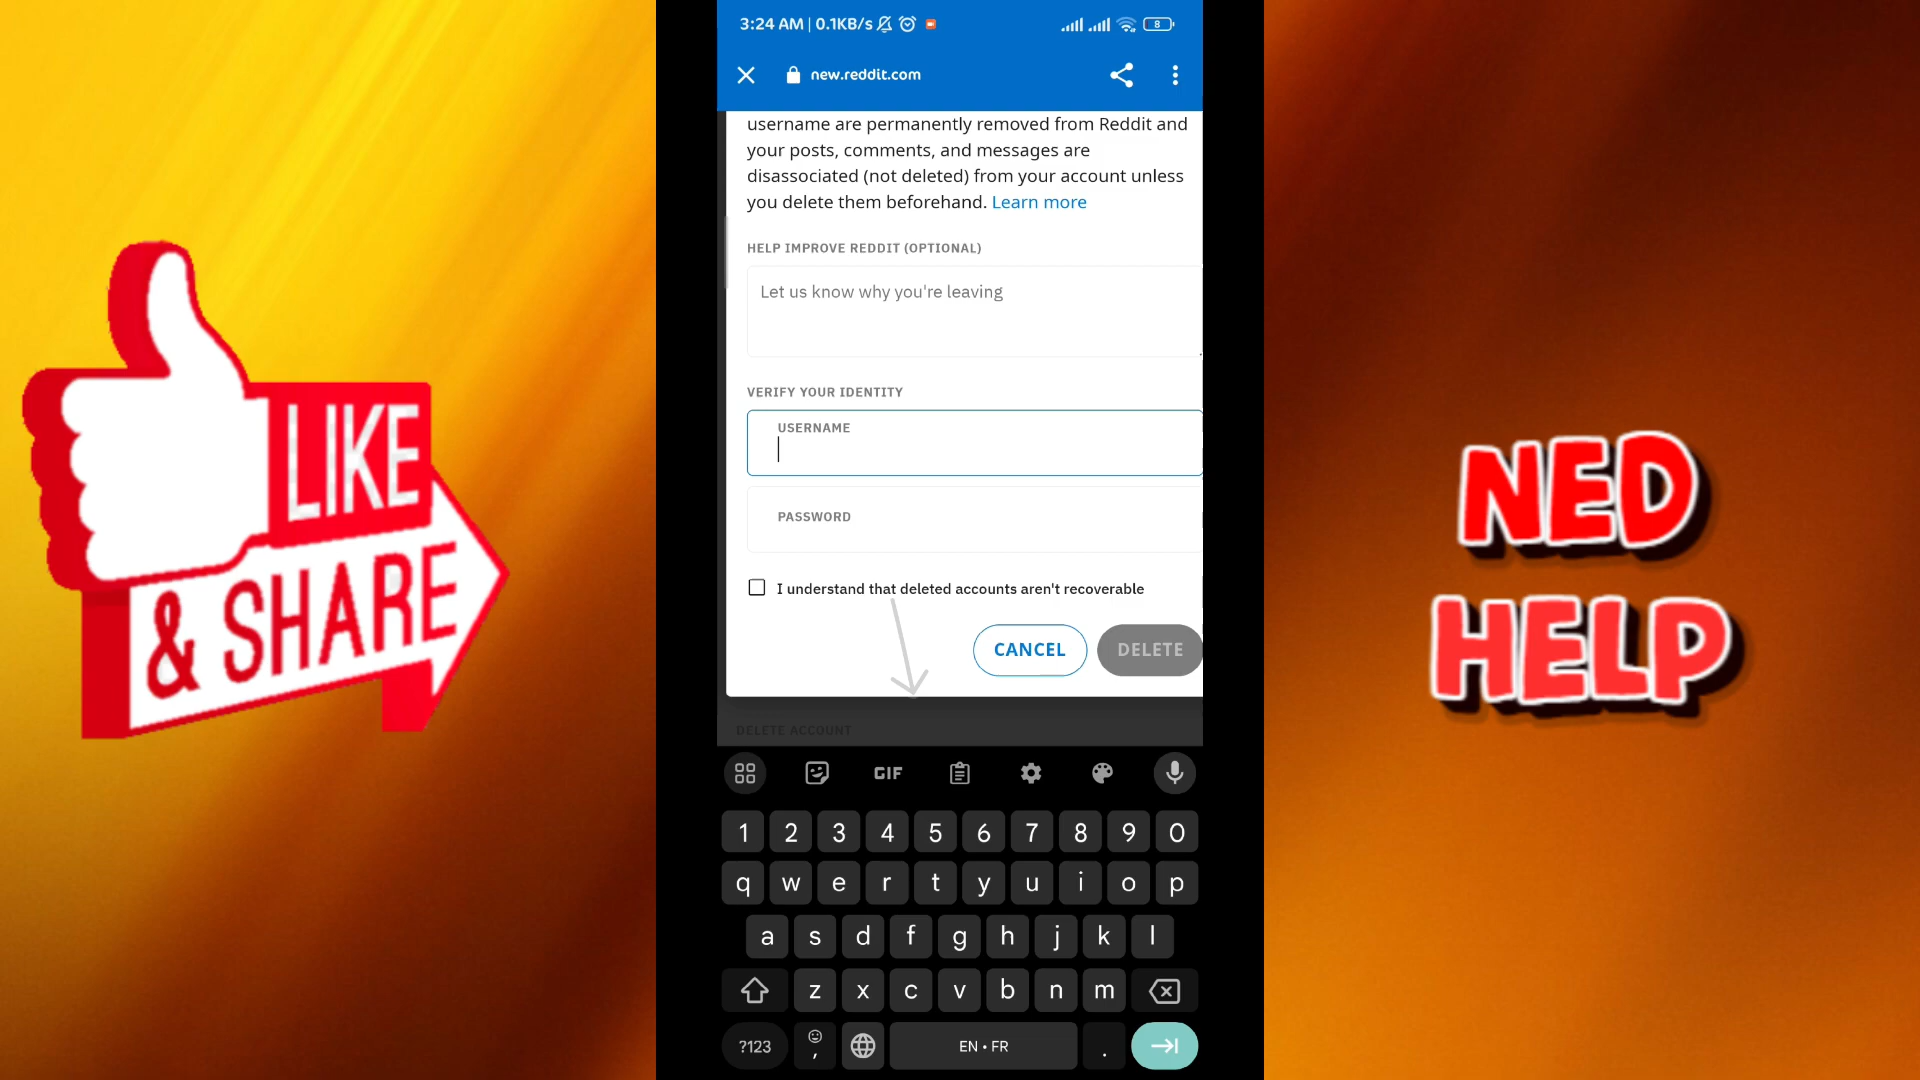 LIKE
& SHARE
3:24 AM | 0.1KB/s
8
new.reddit.com
username are permanently removed from Reddit and
your posts, comments, and messages are
disassociated (not deleted) from your account unless
you delete them beforehand. Learn more
HELP IMPROVE REDDIT (OPTIONAL)
Let us know why you're leaving
VERIFY YOUR IDENTITY
USERNAME
PASSWORD
I understand that deleted accounts aren't recoverable
CANCEL DELETE
DELETE ACCOUNT
GIF
1 2 3 4 5 6 7 8 9 0
q w e r t y u i o p
a s d f g h j k l
z x c v b n m
?123 , EN • FR .
NED
HELP